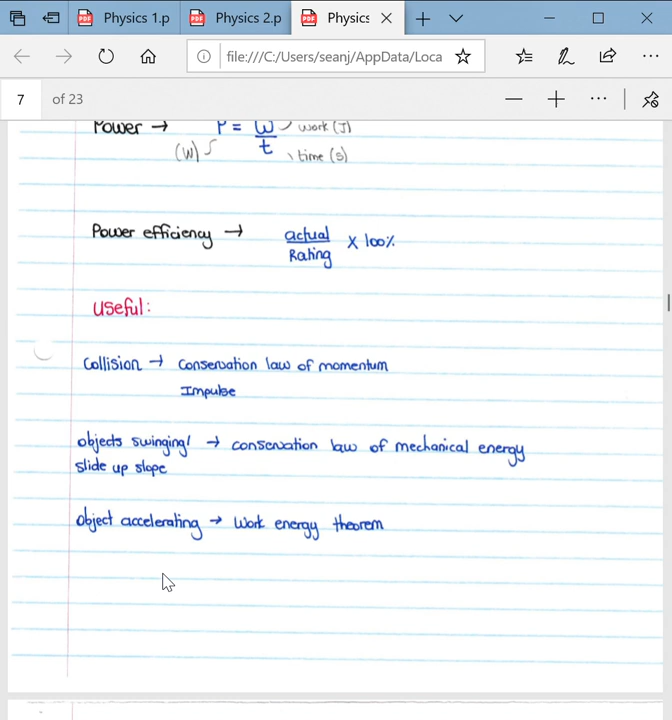 Physics 1.p
Physics 2.p
Physics
file:///C:/Users/seanj/AppData/Loca
7 of 23
Power → P = W work (J)
(W) t time (s)
Power efficiency → actual x 100%
Rating
Useful:
Collision → conservation law of momentum
Impulse
objects swinging/ → conservation law of mechanical energy
slide up slope
object accelerating → Work energy theorem